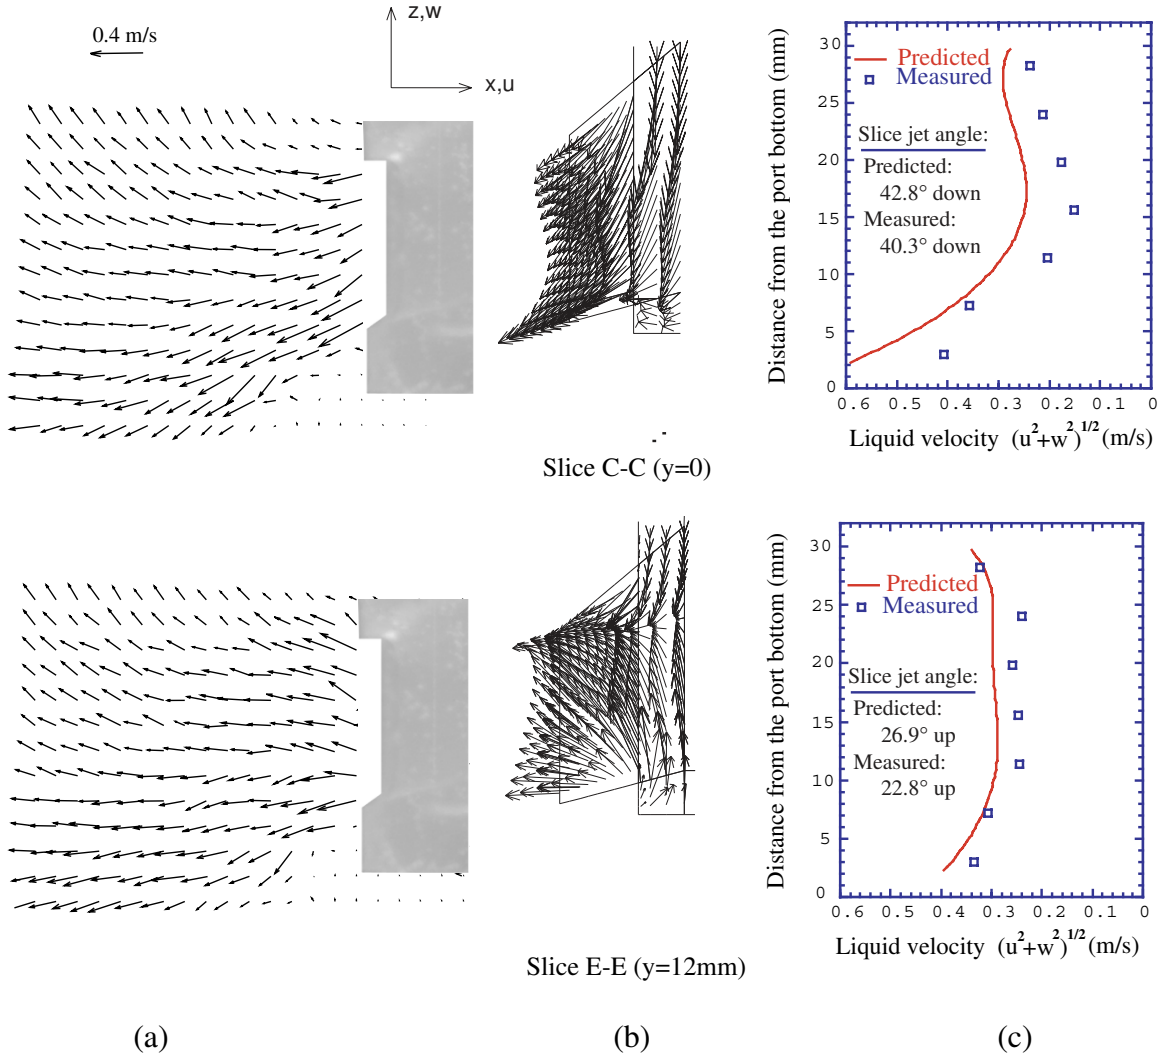 0.4 m/s
z,w
x,u
Distance from the port bottom (mm)
30
25
20
15
10
5
0
Predicted
Measured
Slice jet angle:
Predicted:
42.8° down
Measured:
40.3° down
0.6 0.5 0.4 0.3 0.2 0.1 0
Liquid velocity (u²+w²)^1/2 (m/s)
Slice C-C (y=0)
Distance from the port bottom (mm)
30
25
20
15
10
5
0
Predicted
Measured
Slice jet angle:
Predicted:
26.9° up
Measured:
22.8° up
0.6 0.5 0.4 0.3 0.2 0.1 0
Liquid velocity (u²+w²)^1/2 (m/s)
Slice E-E (y=12mm)
(a) (b) (c)